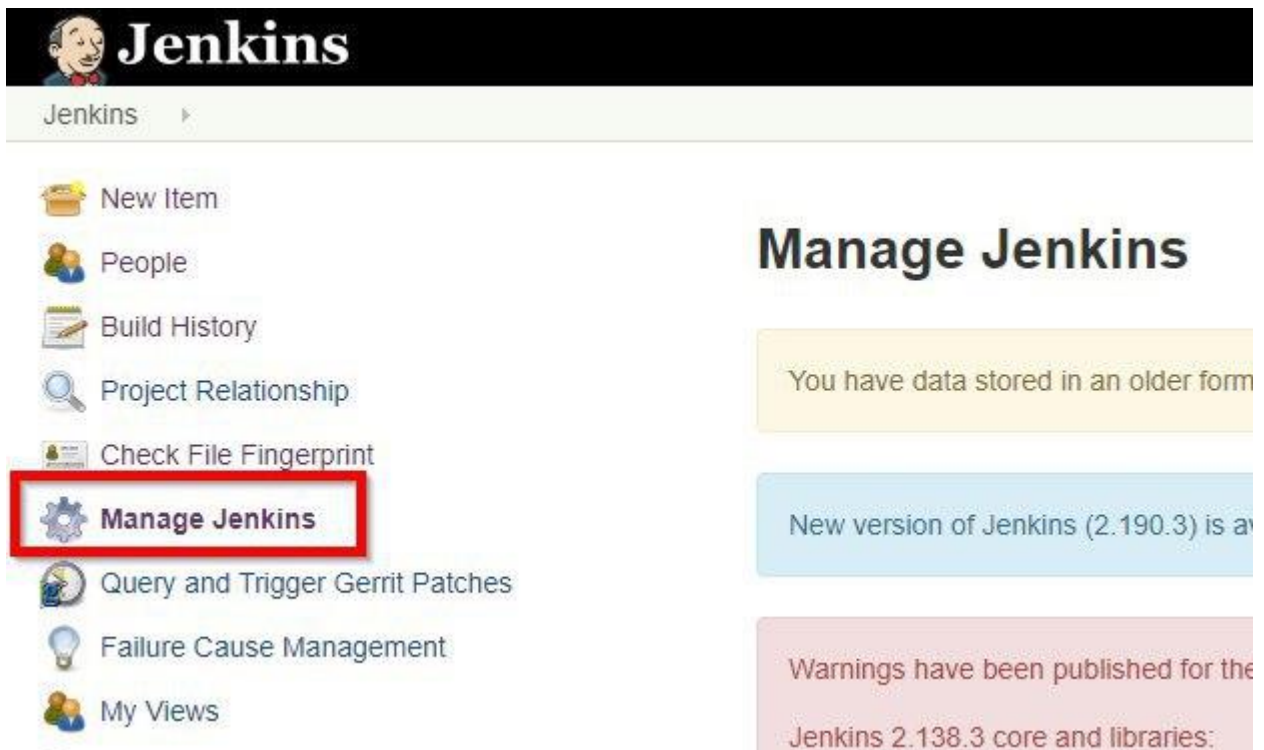 Jenkins
Jenkins
New Item
People
Build History
Project Relationship
Check File Fingerprint
Manage Jenkins
Query and Trigger Gerrit Patches
Failure Cause Management
My Views
Manage Jenkins
You have data stored in an older
New version of Jenkins (2.190.3) is
Warnings have been published for the
Jenkins 2.138.3 core and libraries: